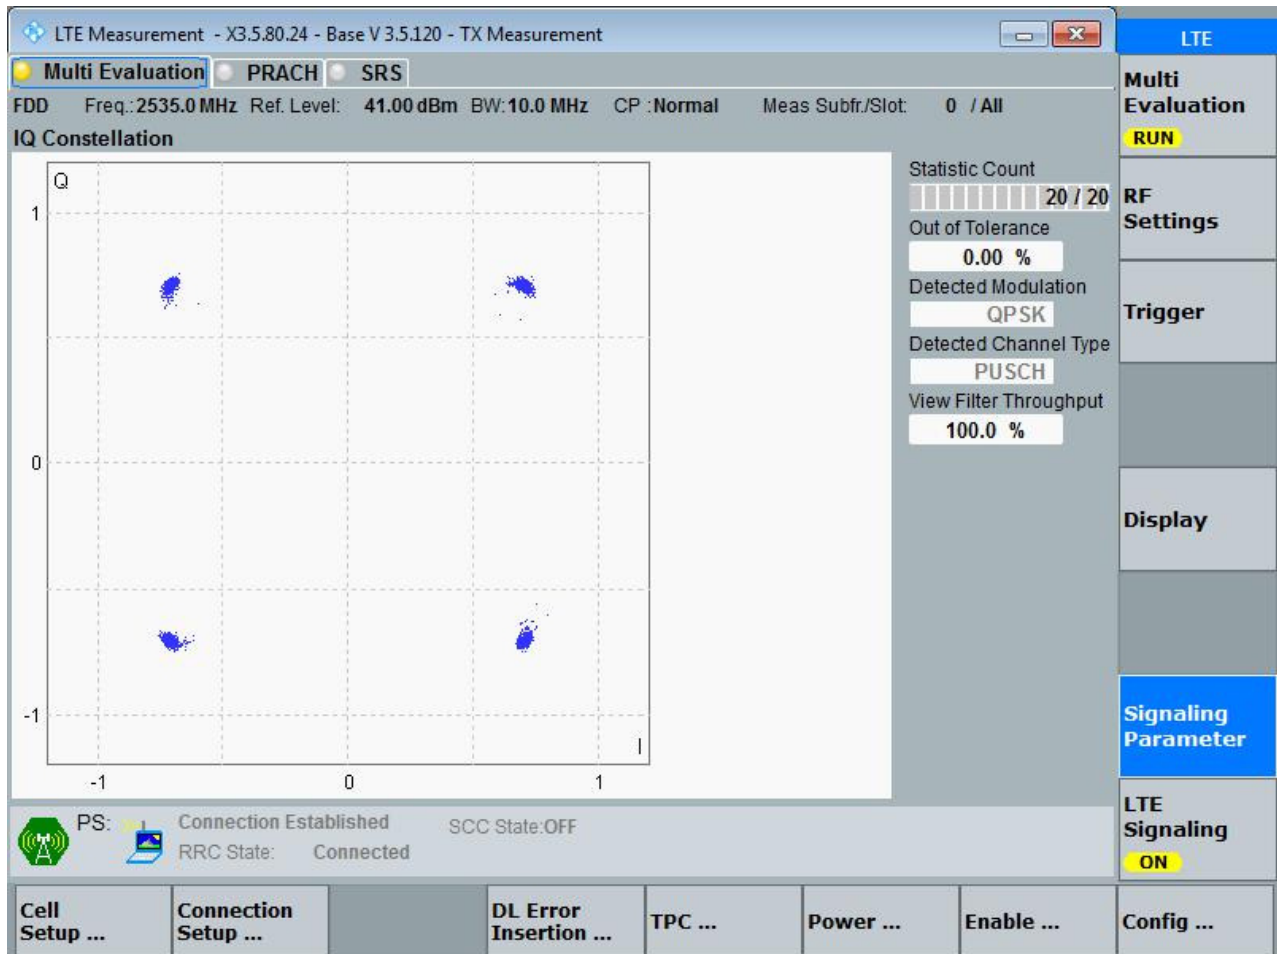 LTE Measurement - X3.5.80.24 - Base V 3.5.120 - TX Measurement
LTE
Multi Evaluation PRACH SRS
FDD Freq.: 2535.0 MHz Ref. Level: 41.00 dBm BW: 10.0 MHz CP :Normal Meas Subfr./Slot: 0 / All
IQ Constellation
Q
1
0
-1
I
-1 0 1
Statistic Count
20 / 20
Out of Tolerance
0.00 %
Detected Modulation
QPSK
Detected Channel Type
PUSCH
View Filter Throughput
100.0 %
Multi
Evaluation
RUN
RF
Settings
Trigger
Display
Signaling
Parameter
LTE
Signaling
ON
PS: Connection Established SCC State:OFF
RRC State: Connected
Cell
Setup ...
Connection
Setup ...
DL Error
Insertion ...
TPC ...
Power ...
Enable ...
Config ...